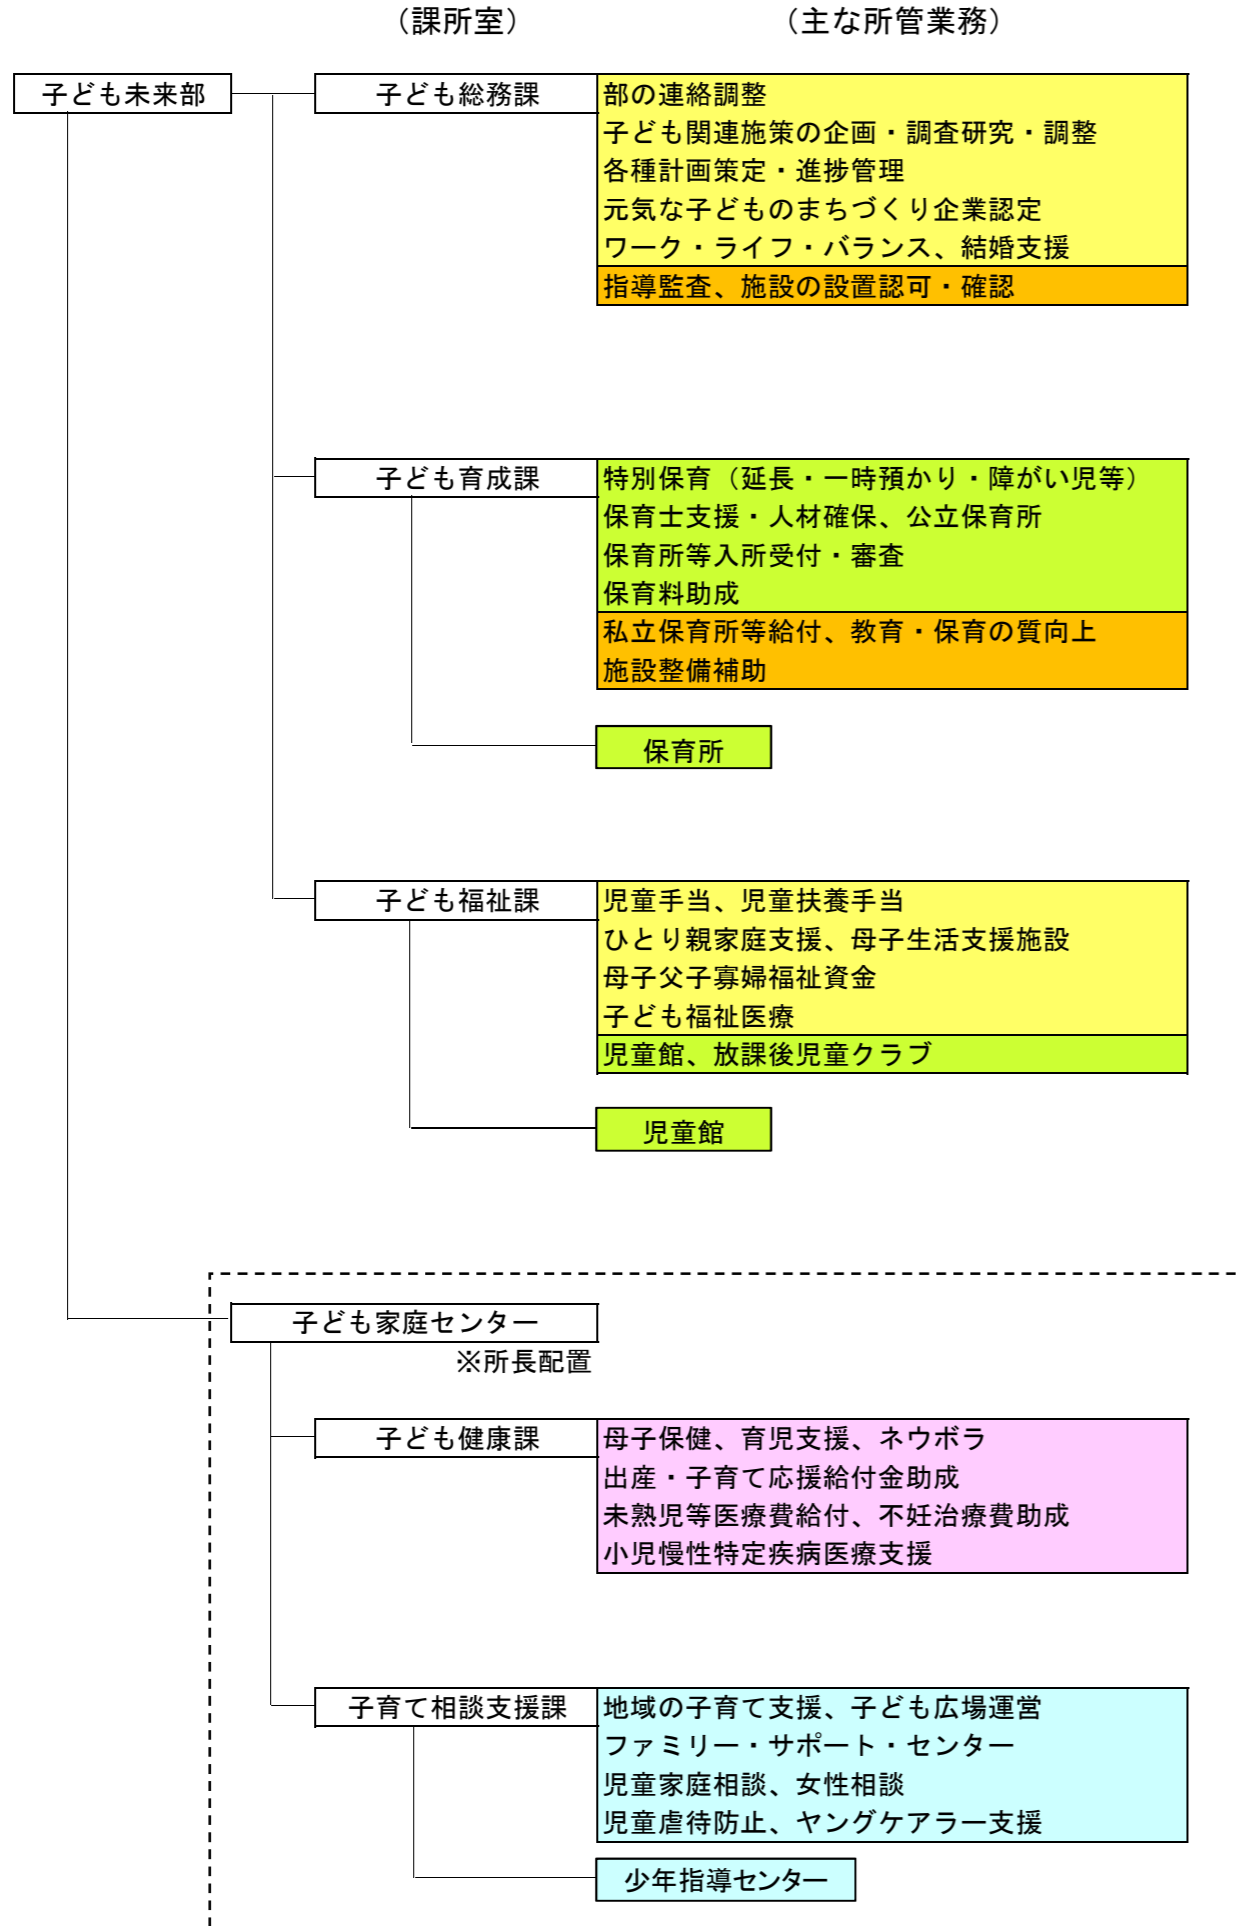 （課所室）　（主な所管業務）
子ども未来部　子ども総務課　部の連絡調整
子ども関連施策の企画・調査研究・調整
各種計画策定・進捗管理
元気な子どものまちづくり企業認定
ワーク・ライフ・バランス、結婚支援
指導監査、施設の設置認可・確認
子ども育成課　特別保育（延長・一時預かり・障がい児等）
保育士支援・人材確保、公立保育所
保育所等入所受付・審査
保育料助成
私立保育所等給付、教育・保育の質向上
施設整備補助
保育所
子ども福祉課　児童手当、児童扶養手当
ひとり親家庭支援、母子生活支援施設
母子父子寡婦福祉資金
子ども福祉医療
児童館、放課後児童クラブ
児童館
子ども家庭センター
※所長配置
子ども健康課　母子保健、育児支援、ネウボラ
出産・子育て応援給付金助成
未熟児等医療費給付、不妊治療費助成
小児慢性特定疾病医療支援
子育て相談支援課　地域の子育て支援、子ども広場運営
ファミリー・サポート・センター
児童家庭相談、女性相談
児童虐待防止、ヤングケアラー支援
少年指導センター